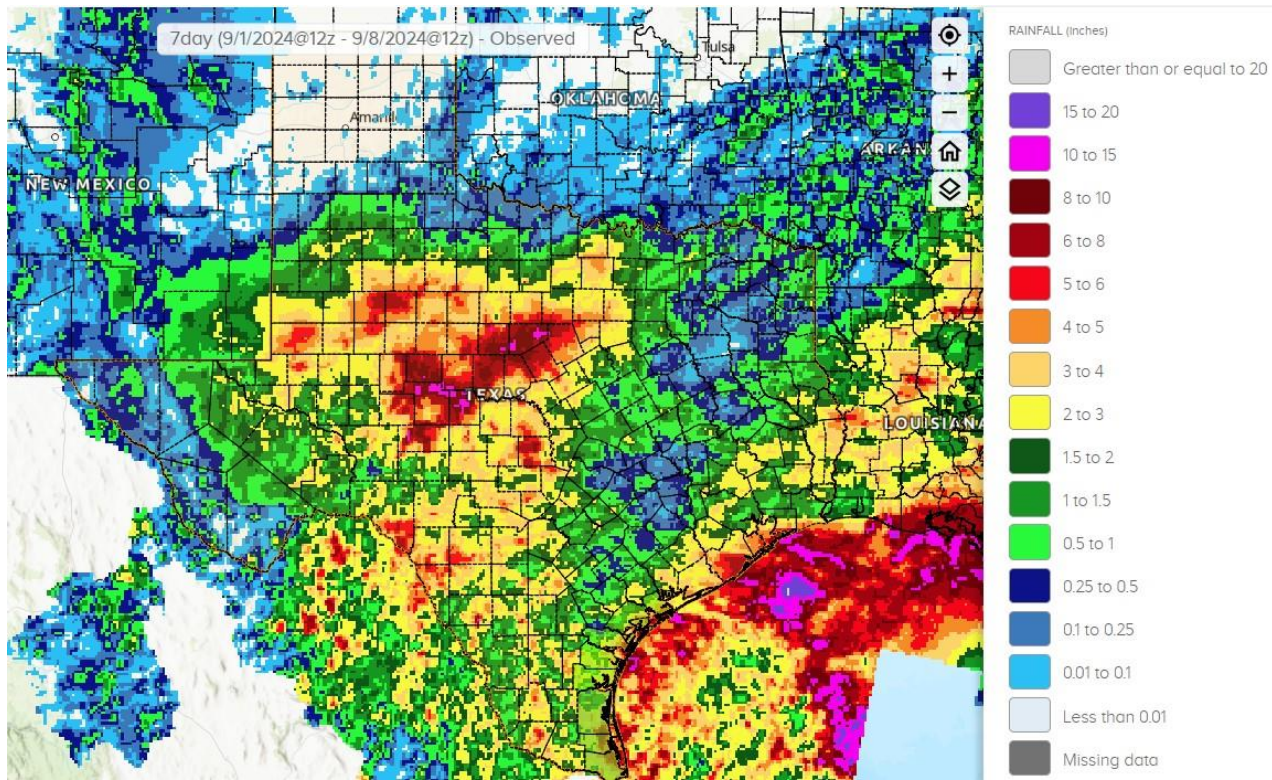 7day (9/1/2024@12z - 9/8/2024@12z) - Observed
Tulsa
+
OKLAHOMA
−
Amarill
ARKAN
NEW MEXICO
TEXAS
LOUISIANA
RAINFALL (Inches)
Greater than or equal to 20
15 to 20
10 to 15
8 to 10
6 to 8
5 to 6
4 to 5
3 to 4
2 to 3
1.5 to 2
1 to 1.5
0.5 to 1
0.25 to 0.5
0.1 to 0.25
0.01 to 0.1
Less than 0.01
Missing data